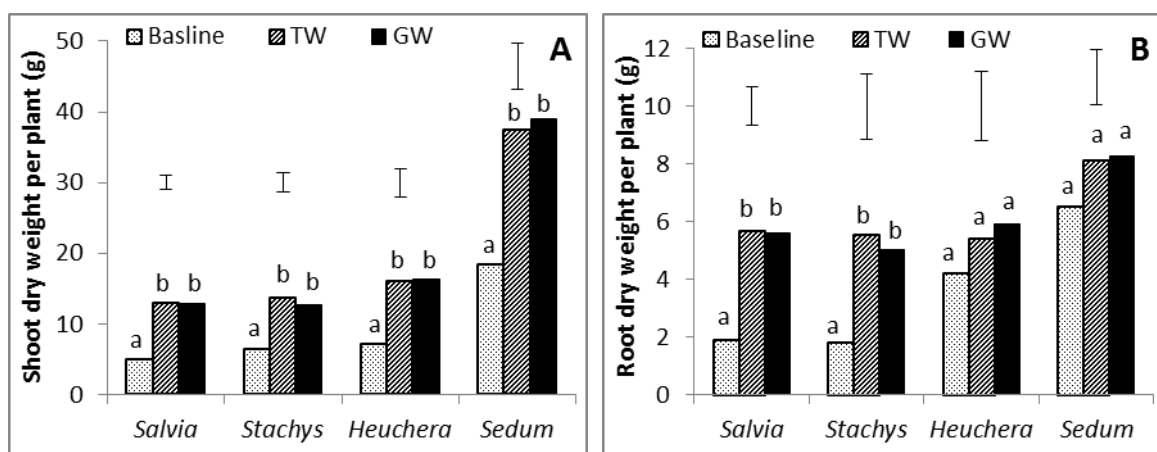 Shoot dry weight per plant (g)
50
40
30
20
10
0
Basline TW GW
A
a b b
a b b
a b b
a b b
Salvia Stachys Heuchera Sedum
Root dry weight per plant (g)
12
10
8
6
4
2
0
Baseline TW GW
B
a b b
a b b
a a a
a a a
Salvia Stachys Heuchera Sedum